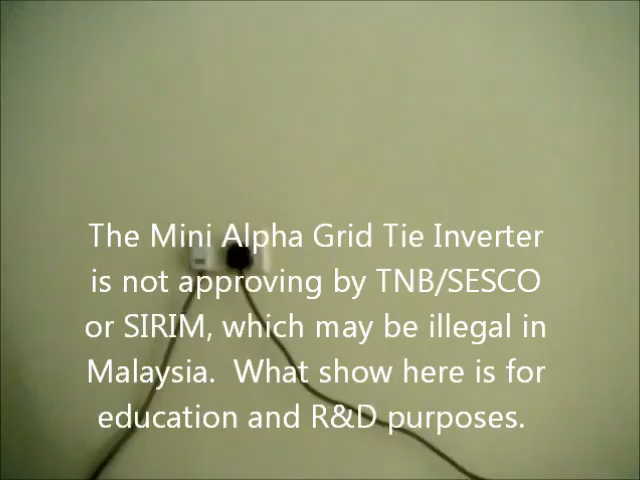 The Mini Alpha Grid Tie Inverter
is not approving by TNB/SESCO
or SIRIM, which may be illegal in
Malaysia.  What show here is for
education and R&D purposes.